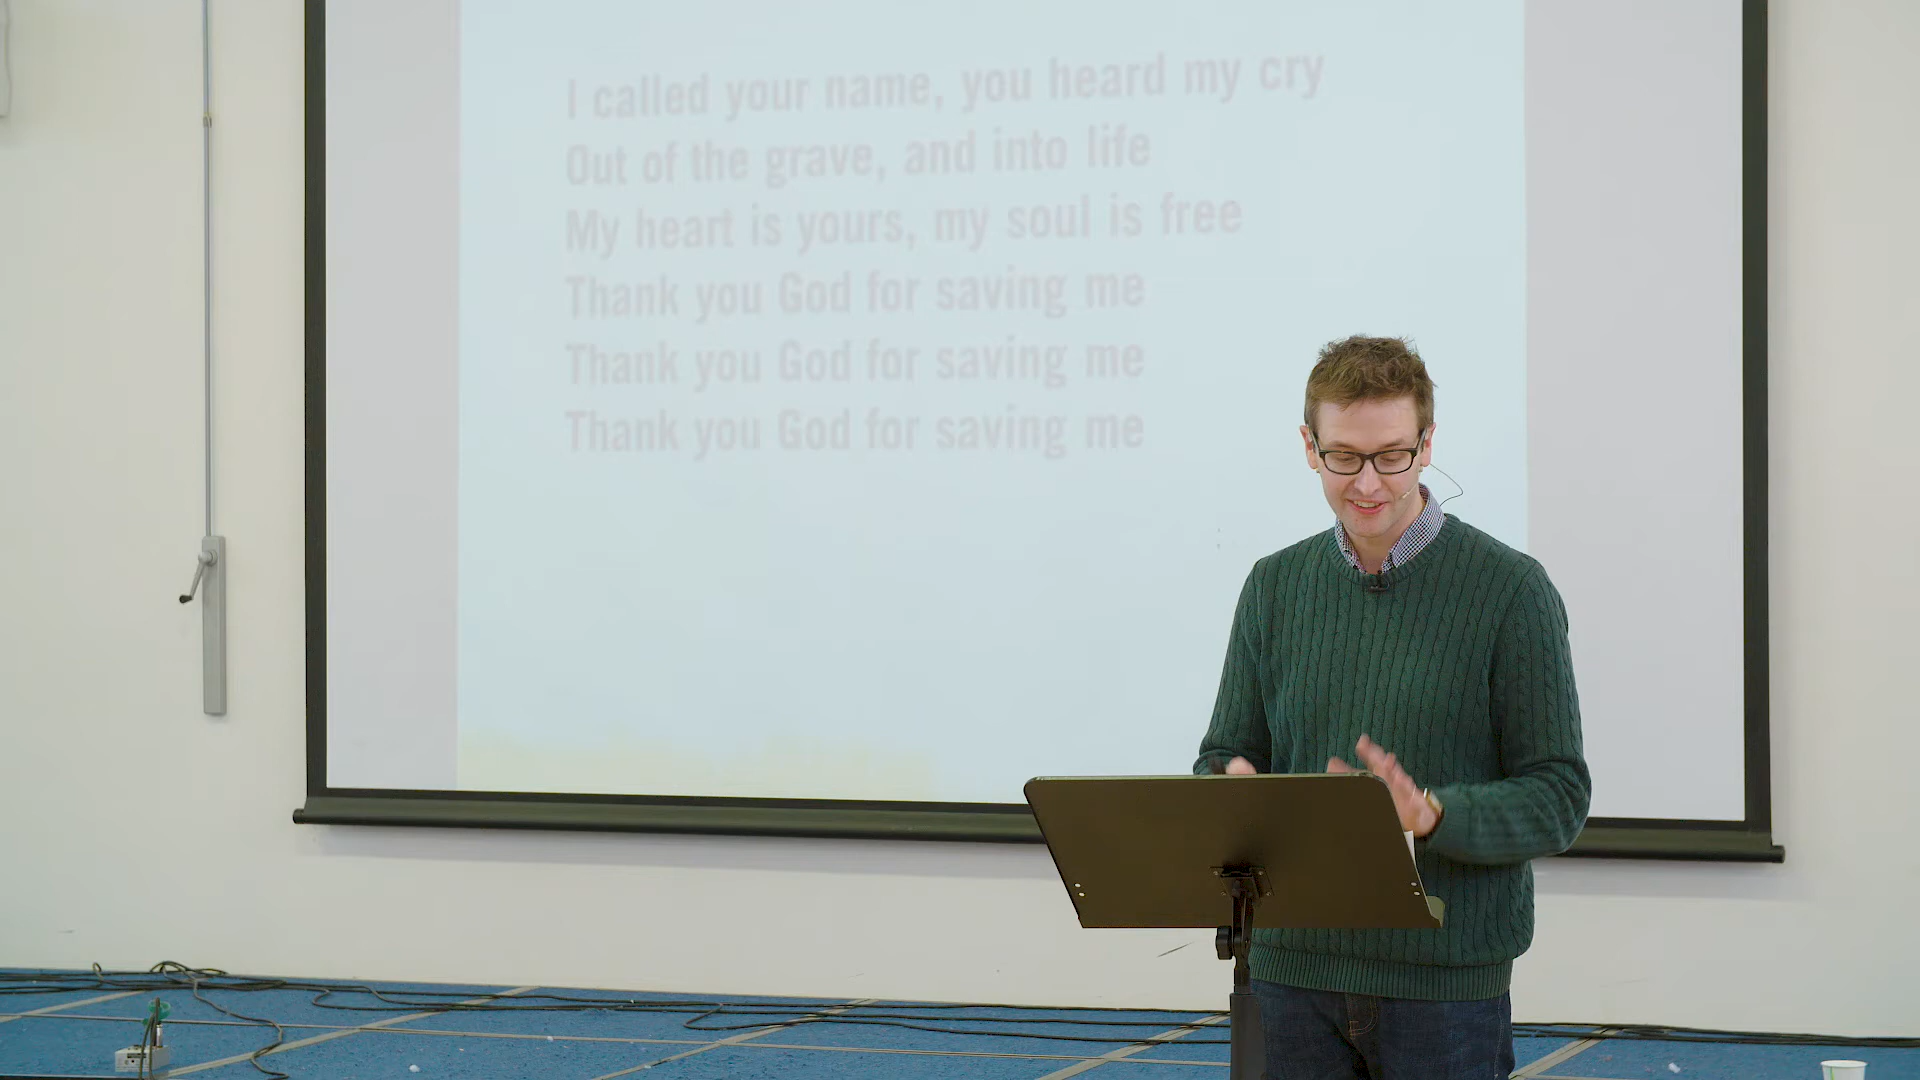 I called your name, you heard my cry
Out of the grave, and into life
My heart is yours, my soul is free
Thank you God for saving me
Thank you God for saving me
Thank you God for saving me